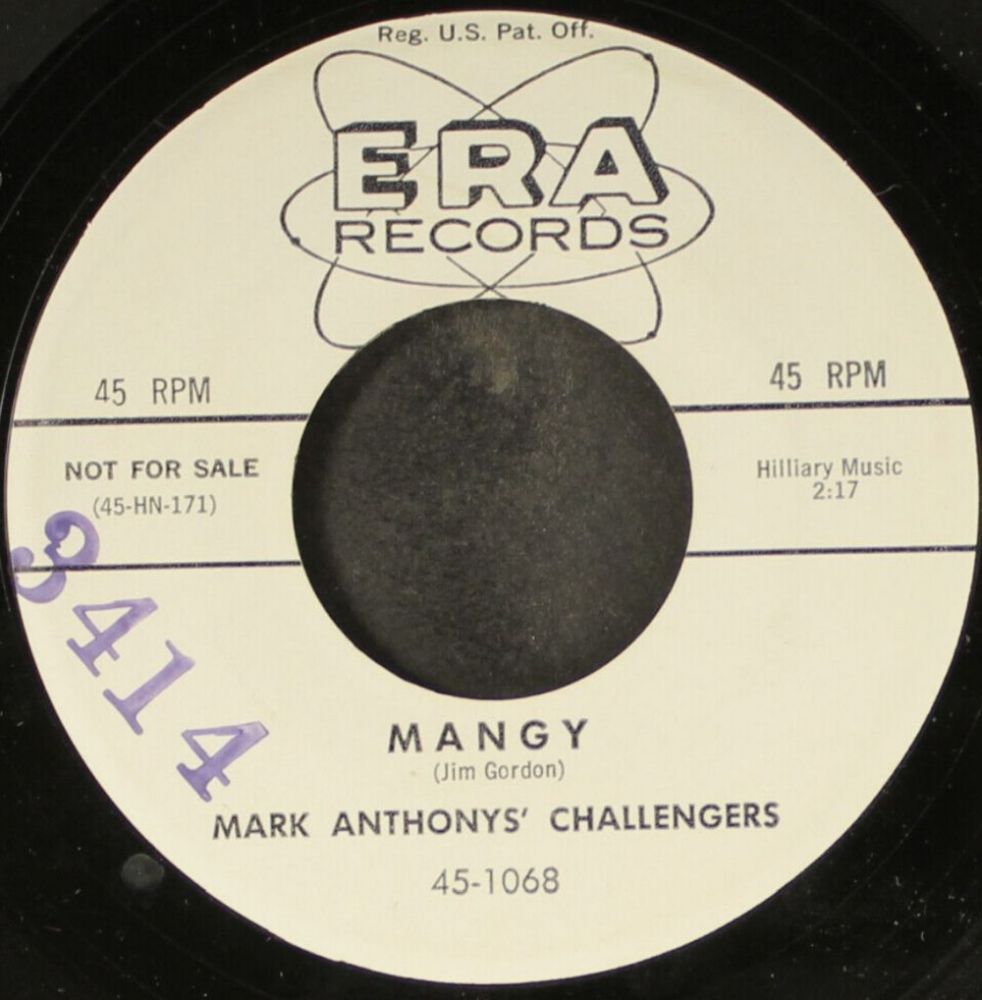 Reg. U.S. Pat. Off.
ERA
RECORDS
45 RPM
45 RPM
NOT FOR SALE
(45-HN-171)
Hilliary Music
2:17
3414
MANGY
(Jim Gordon)
MARK ANTHONYS' CHALLENGERS
45-1068